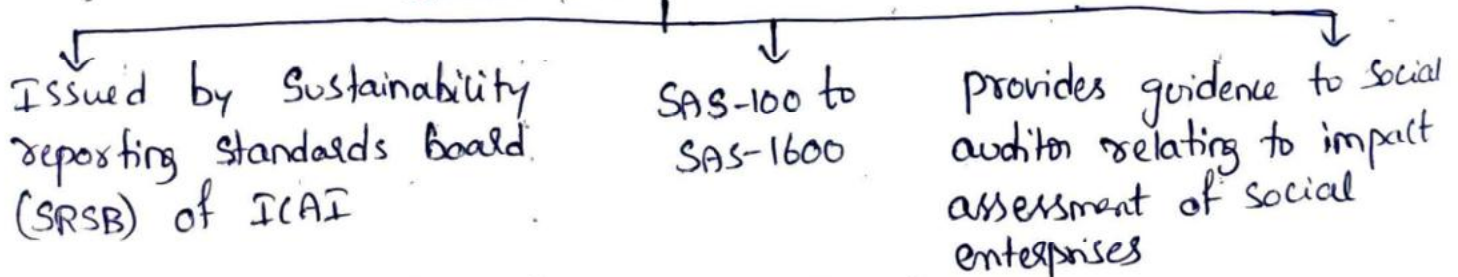 Issued by Sustainability
reporting Standards Board
(SRSB) of ICAI
SAS-100 to
SAS-1600
provides guidence to Social
auditor relating to impact
assessment of social
enterprises